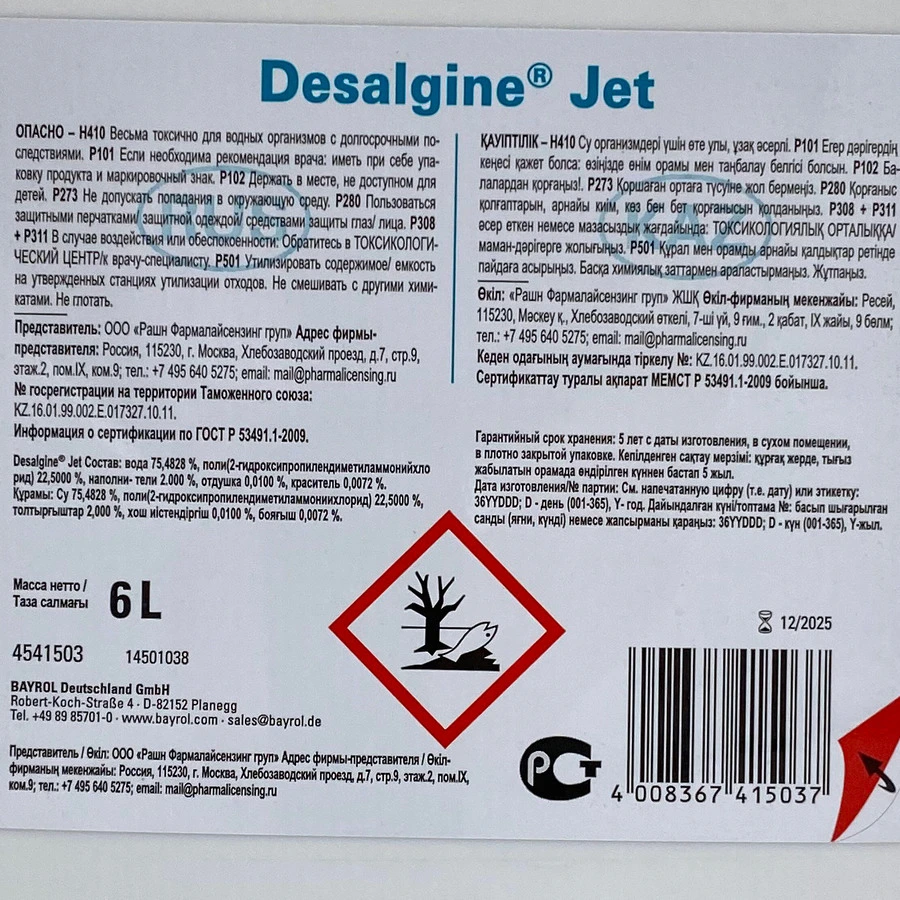 Desalgine® Jet
ОПАСНО – H410 Весьма токсично для водных организмов с долгосрочными по-
следствиями. P101 Если необходима рекомендация врача: иметь при себе упа-
ковку продукта и маркировочный знак. P102 Держать в месте, не доступном для
детей. P273 Не допускать попадания в окружающую среду. P280 Пользоваться
защитными перчатками/ защитной одеждой/ средствами защиты глаз/ лица. P308
+ P311 В случае воздействия или обеспокоенности: Обратитесь в ТОКСИКОЛОГИ-
ЧЕСКИЙ ЦЕНТР/к врачу-специалисту. P501 Утилизировать содержимое/ емкость
на утвержденных станциях утилизации отходов. Не смешивать с другими хими-
катами. Не глотать.
RUS
Представитель: ООО «Рашн Фармалайсензинг груп» Адрес фирмы-
представителя: Россия, 115230, г. Москва, Хлебозаводский проезд, д.7, стр.9,
этаж.2, пом.IX, ком.9; тел.: +7 495 640 5275; email: mail@pharmalicensing.ru
№ госрегистрации на территории Таможенного союза:
KZ.16.01.99.002.E.017327.10.11.
Информация о сертификации по ГОСТ Р 53491.1-2009.
Desalgine® Jet Состав: вода 75,4828 %, поли(2-гидроксипропилендиметиламмонийхло
рид) 22,5000 %, наполни- тели 2.000 %, отдушка 0,0100 %, краситель 0,0072 %.
Құрамы: Су 75,4828 %, поли(2-гидроксипропилендиметиламмониихлорид) 22,5000 %,
толтырғыштар 2,000 %, хош иістендіргіш 0,0100 %, бояғыш 0,0072 %.
ҚАУІПТІЛІК – H410 Су организмдері үшін өте улы, ұзақ әсерлі. P101 Егер дәрігердің
кеңесі қажет болса: өзіңізде өнім орамы мен таңбалау белгісі болсын. P102 Ба-
лалардан қорғаңыз!. P273 Қоршаған ортаға түсуіне жол бермеңіз. P280 Қорғаныс
қолғаптарын, арнайы киім, көз бен бет қорғанысын қолданыңыз. P308 + P311
әсер еткен немесе мазасыздық жағдайында: ТОКСИКОЛОГИЯЛЫҚ ОРТАЛЫҚҚА/
маман-дәрігерге жолығыңыз. P501 Құрал мен орамды арнайы қалдықтар ретінде
пайдаға асырыңыз. Басқа химиялық заттармен араластырмаңыз. Жұтпаңыз.
KAZ
Өкіл: «Рашн Фармалайсензинг груп» ЖШҚ Өкіл-фирманың мекенжайы: Ресей,
115230, Мәскеу қ., Хлебозаводский өткелі, 7-ші үй, 9 ғим., 2 қабат, IX жайы, 9 бөлм;
тел.: +7 495 640 5275; email: mail@pharmalicensing.ru
Кеден одағының аумағында тіркелу №: KZ.16.01.99.002.E.017327.10.11.
Сертификаттау туралы ақпарат МЕМСТ Р 53491.1-2009 бойынша.
Гарантийный срок хранения: 5 лет с даты изготовления, в сухом помещении,
в плотно закрытой упаковке. Кепілденген сақтау мерзімі: құрғақ жерде, тығыз
жабылатын орамада өндірілген күннен бастап 5 жыл.
Дата изготовления/№ партии: См. напечатанную цифру (т.е. дату) или этикетку:
36YYDDD; D - день (001-365), Y- год. Дайындалған күні/топтама №: басып шығарылған
санды (яғни, күнді) немесе жапсырманы қараңыз: 36YYDDD; D - күн (001-365), Y-жыл.
Масса нетто /
Таза салмағы
6 L
4541503 14501038
BAYROL Deutschland GmbH
Robert-Koch-Straße 4 · D-82152 Planegg
Tel. +49 89 85701-0 · www.bayrol.com · sales@bayrol.de
Представитель / Өкіл: ООО «Рашн Фармалайсензинг груп» Адрес фирмы-представителя / Өкіл-
фирманың мекенжайы: Россия, 115230, г. Москва, Хлебозаводский проезд, д.7, стр.9, этаж.2, пом.IX,
ком.9; тел.: +7 495 640 5275; email: mail@pharmalicensing.ru
12/2025
РСТ
4 008367 415037